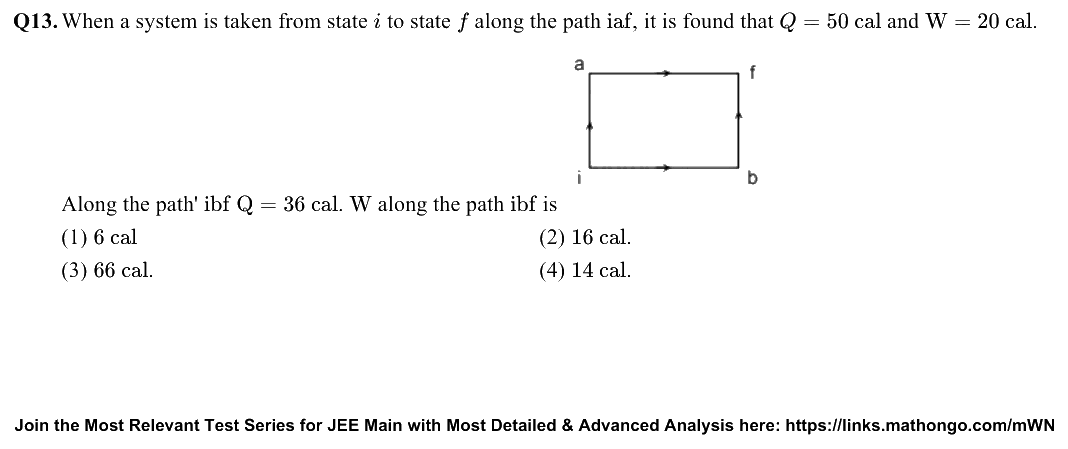 Q13. When a system is taken from state i to state f along the path iaf, it is found that Q = 50 cal and W = 20 cal.
a
f
i
b
Along the path' ibf Q = 36 cal. W along the path ibf is
(1) 6 cal
(2) 16 cal.
(3) 66 cal.
(4) 14 cal.
Join the Most Relevant Test Series for JEE Main with Most Detailed & Advanced Analysis here: https://links.mathongo.com/mWN